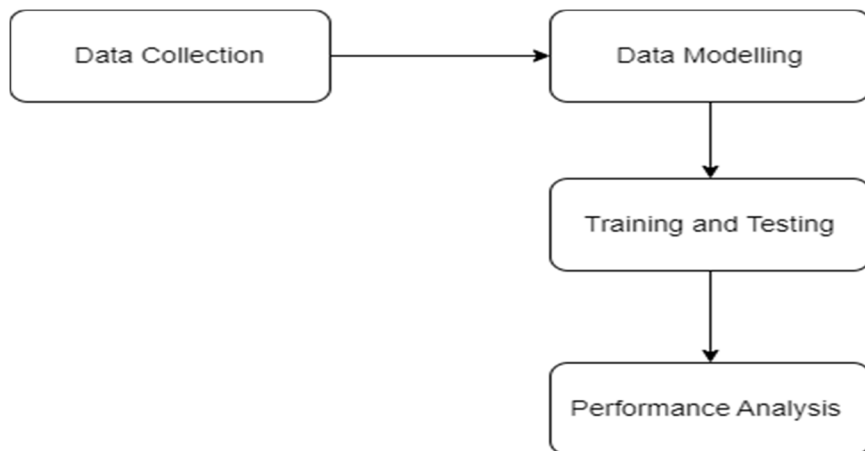 Data Collection
Data Modelling
Training and Testing
Performance Analysis